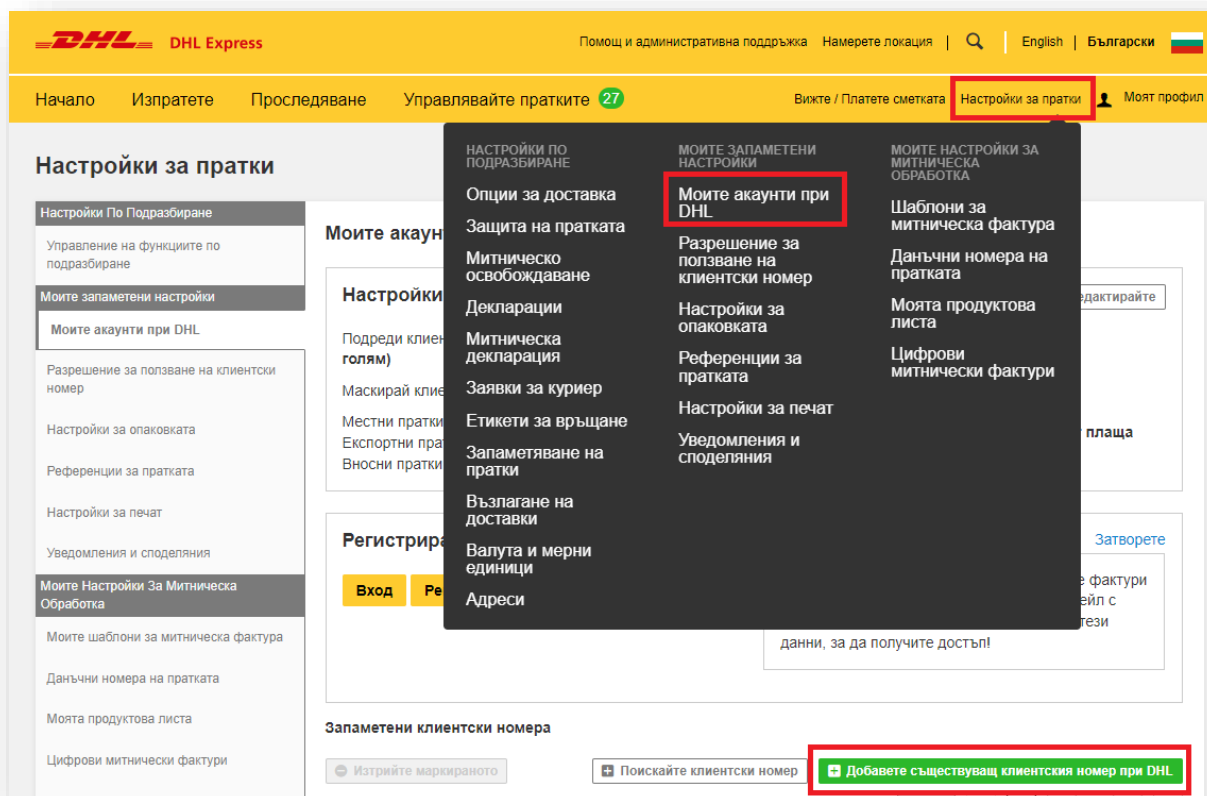 DHL DHL Express
Помощ и административна поддръжка Намерете локация | English | Български
Начало Изпратете Проследяване Управлявайте пратките 27 Вижте / Платете сметката Настройки за пратки Моят профил
Настройки за пратки
Настройки По Подразбиране
Управление на функциите по
подразбиране
Моите запаметени настройки
Моите акаунти при DHL
Разрешение за ползване на клиентски
номер
Настройки за опаковката
Референции за пратката
Настройки за печат
Уведомления и споделяния
Моите Настройки За Митническа
Обработка
Моите шаблони за митническа фактура
Данъчни номера на пратката
Моята продуктова листа
Цифрови митнически фактури
НАСТРОЙКИ ПО
ПОДРАЗБИРАНЕ
Опции за доставка
Защита на пратката
Митническо
освобождаване
Декларации
Митническа
декларация
Заявки за куриер
Етикети за връщане
Запаметяване на
пратки
Възлагане на
доставки
Валута и мерни
единици
Адреси
МОИТЕ ЗАПАМЕТЕНИ
НАСТРОЙКИ
Моите акаунти при
DHL
Разрешение за
ползване на
клиентски номер
Настройки за
опаковката
Референции за
пратката
Настройки за печат
Уведомления и
споделяния
МОИТЕ НАСТРОЙКИ ЗА
МИТНИЧЕСКА
ОБРАБОТКА
Шаблони за
митническа фактура
Данъчни номера на
пратката
Моята продуктова
листа
Цифрови
митнически фактури
Моите акаун
Настройки
едактирайте
Подреди клиен
голям)
Маскирай клие
Местни пратки
Експортни пра
Вносни пратки
плаща
Регистрира
Затворете
Вход Ре
е фактури
ейл с
тези
данни, за да получите достъп!
Запаметени клиентски номера
Изтрийте маркираното Поискайте клиентски номер Добавете съществуващ клиентския номер при DHL